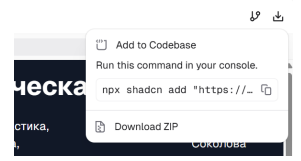 Add to Codebase
Run this command in your console.
npx shadcn add "https://…
ческа
стика,
Download ZIP
Соколова